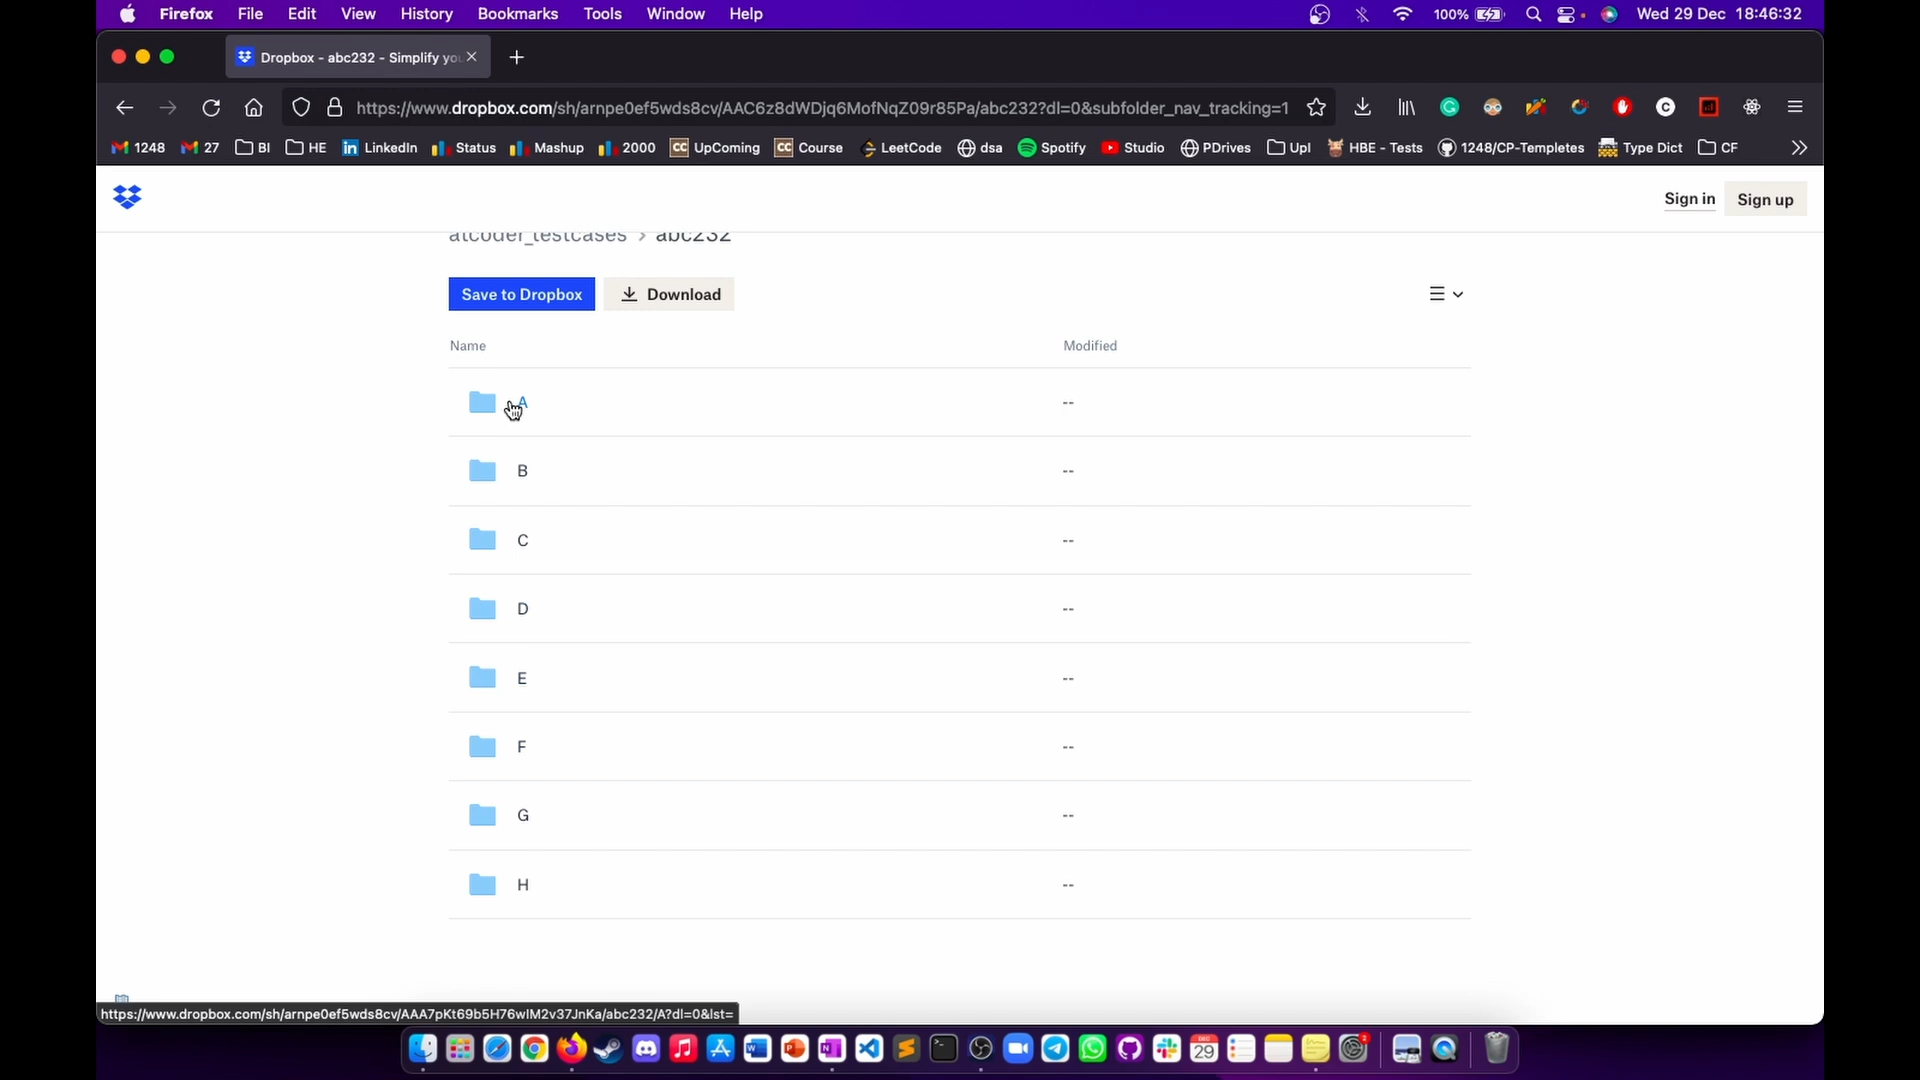 Firefox File Edit View History Bookmarks Tools Window Help 100% Wed 29 Dec 18:46:32
Dropbox - abc232 - Simplify you
https://www.dropbox.com/sh/arnpe0ef5wds8cv/AAC6z8dWDjq6MofNqZ09r85Pa/abc232?dl=0&subfolder_nav_tracking=1
1248 27 BI HE LinkedIn Status Mashup 2000 UpComing Course LeetCode dsa Spotify Studio PDrives Upl HBE - Tests 1248/CP-Templetes Type Dict CF
Sign in Sign up
atcoder_testcases > abc232
Save to Dropbox Download
Name Modified
A --
B --
C --
D --
E --
F --
G --
H --
https://www.dropbox.com/sh/arnpe0ef5wds8cv/AAA7pKt69b5H76wIM2v37JnKa/abc232/A?dl=0&lst=